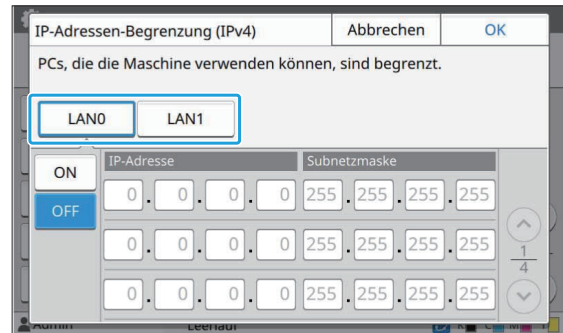 IP-Adressen-Begrenzung (IPv4) Abbrechen OK
PCs, die die Maschine verwenden können, sind begrenzt.
LAN0 LAN1
ON
OFF
IP-Adresse Subnetzmaske
0 . 0 . 0 . 0 255 . 255 . 255 . 255
0 . 0 . 0 . 0 255 . 255 . 255 . 255
0 . 0 . 0 . 0 255 . 255 . 255 . 255
1
4
Admin Leerlauf